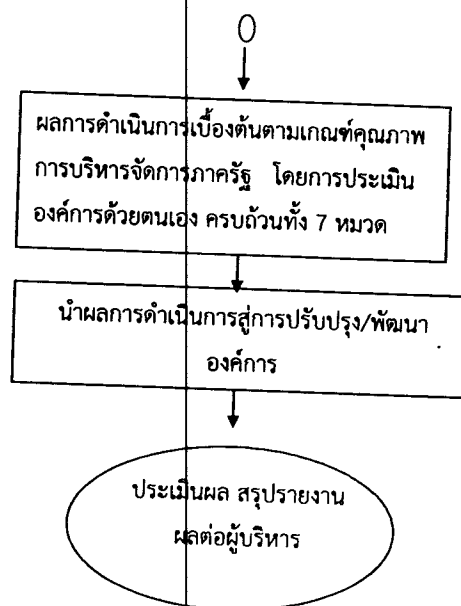 ผลการดำเนินการเบื้องต้นตามเกณฑ์คุณภาพ
การบริหารจัดการภาครัฐ โดยการประเมิน
องค์การด้วยตนเอง ครบถ้วนทั้ง 7 หมวด
นำผลการดำเนินการสู่การปรับปรุง/พัฒนา
องค์การ
ประเมินผล สรุปรายงาน
ผลต่อผู้บริหาร